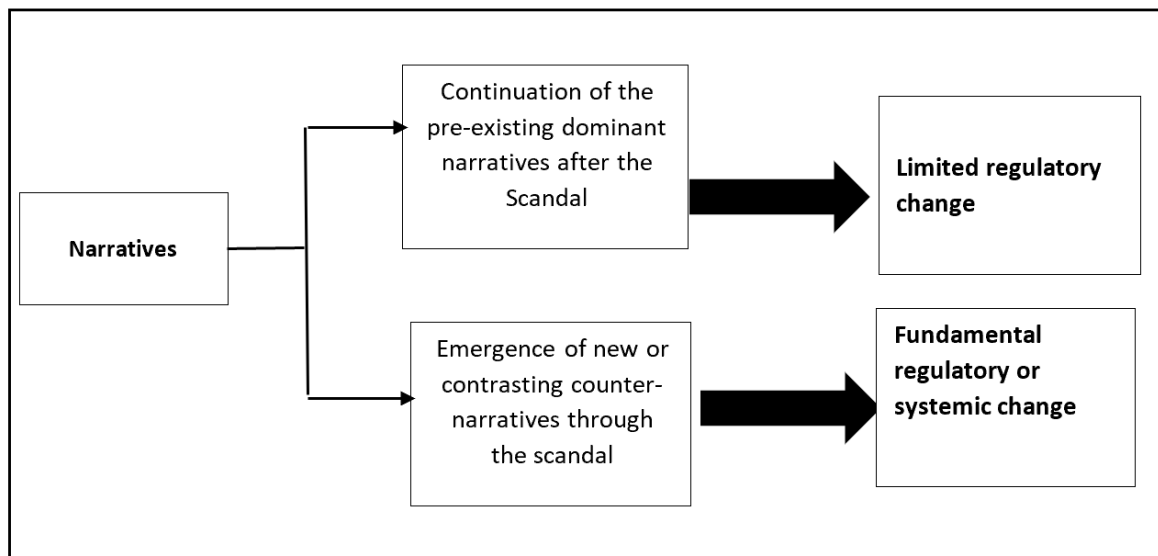 Narratives
Continuation of the
pre-existing dominant
narratives after the
Scandal
Limited regulatory
change
Emergence of new or
contrasting counter-
narratives through
the scandal
Fundamental
regulatory or
systemic change